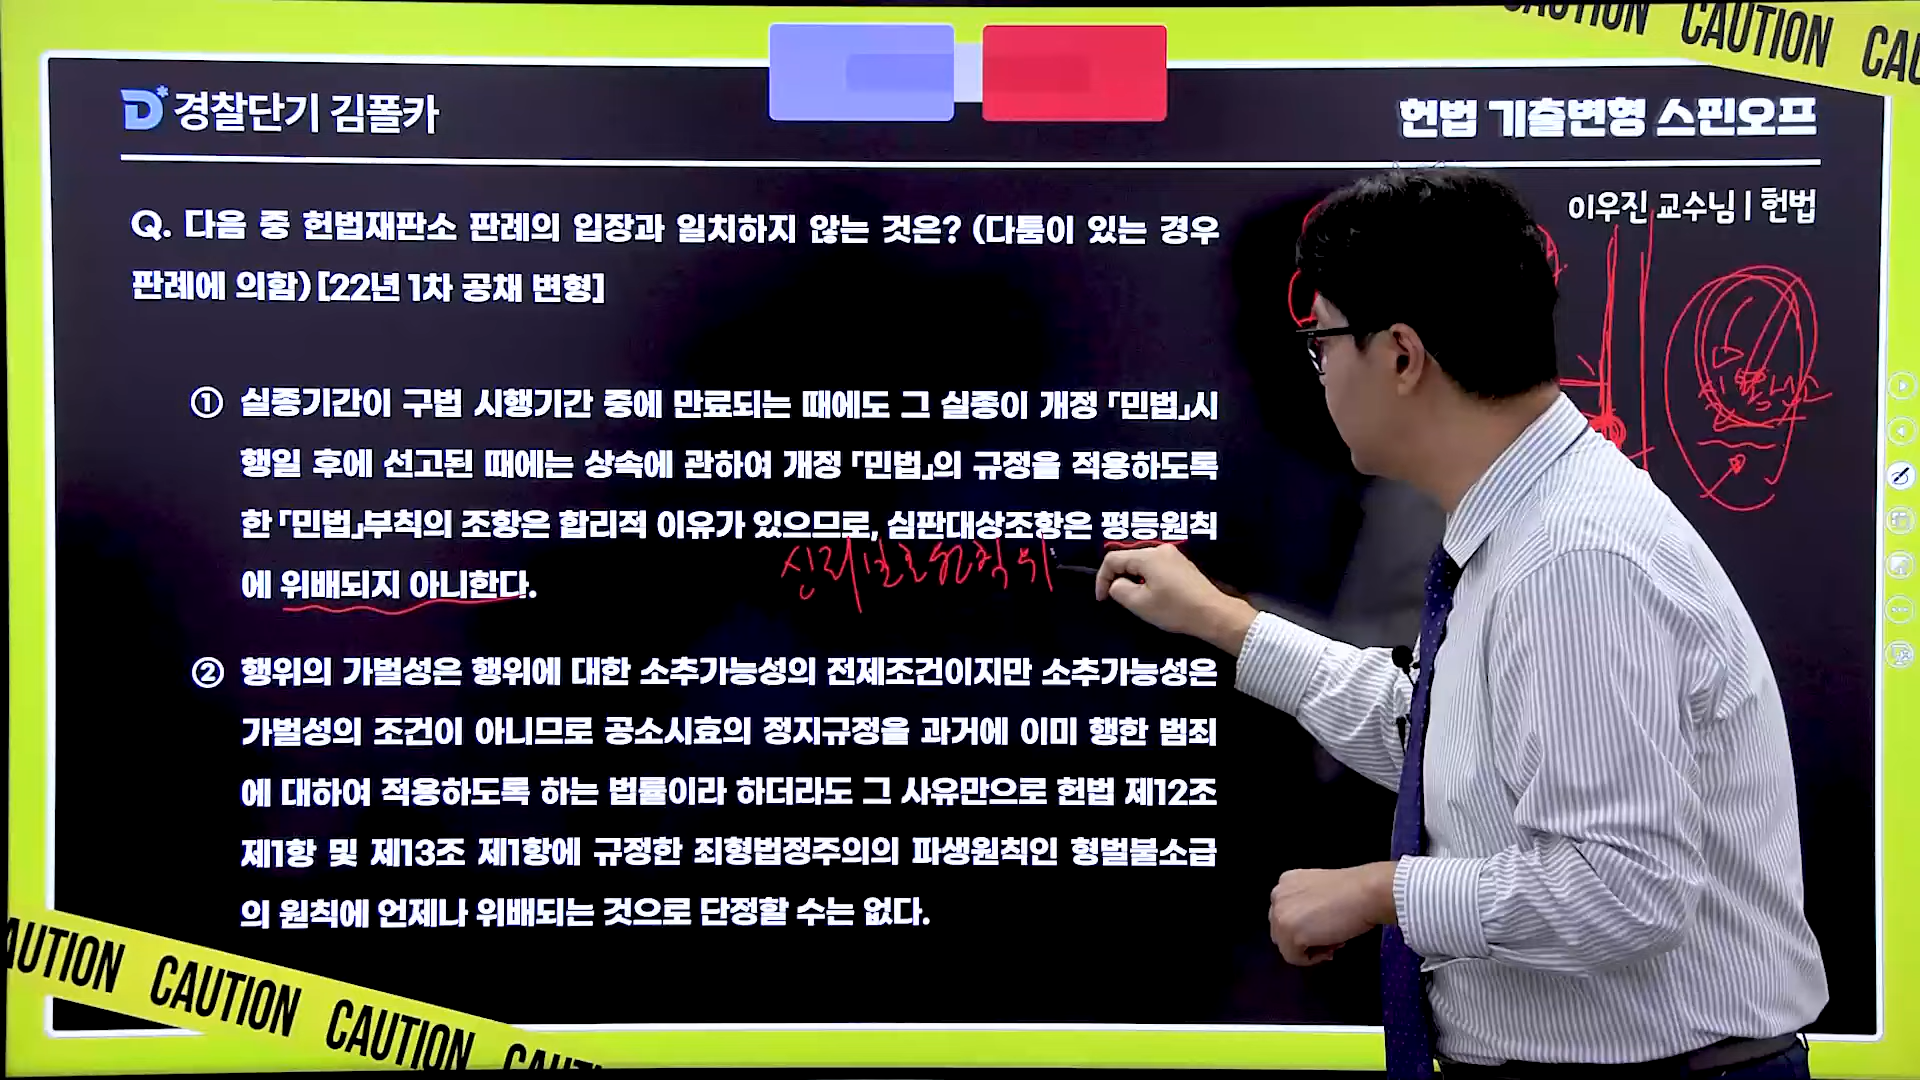 CAUTION CAUTION CAU
D* 경찰단기 김폴카
헌법 기출변형 스핀오프
이우진 교수님 | 헌법
Q. 다음 중 헌법재판소 판례의 입장과 일치하지 않는 것은? (다툼이 있는 경우
판례에 의함) [22년 1차 공채 변형]
① 실종기간이 구법 시행기간 중에 만료되는 때에도 그 실종이 개정 「민법」시
행일 후에 선고된 때에는 상속에 관하여 개정 「민법」의 규정을 적용하도록
한 「민법」부칙의 조항은 합리적 이유가 있으므로, 심판대상조항은 평등원칙
에 위배되지 아니한다.
신뢰보호원칙위
② 행위의 가벌성은 행위에 대한 소추가능성의 전제조건이지만 소추가능성은
가벌성의 조건이 아니므로 공소시효의 정지규정을 과거에 이미 행한 범죄
에 대하여 적용하도록 하는 법률이라 하더라도 그 사유만으로 헌법 제12조
제1항 및 제13조 제1항에 규정한 죄형법정주의의 파생원칙인 형벌불소급
의 원칙에 언제나 위배되는 것으로 단정할 수는 없다.
AUTION CAUTION CAUTION CAUT